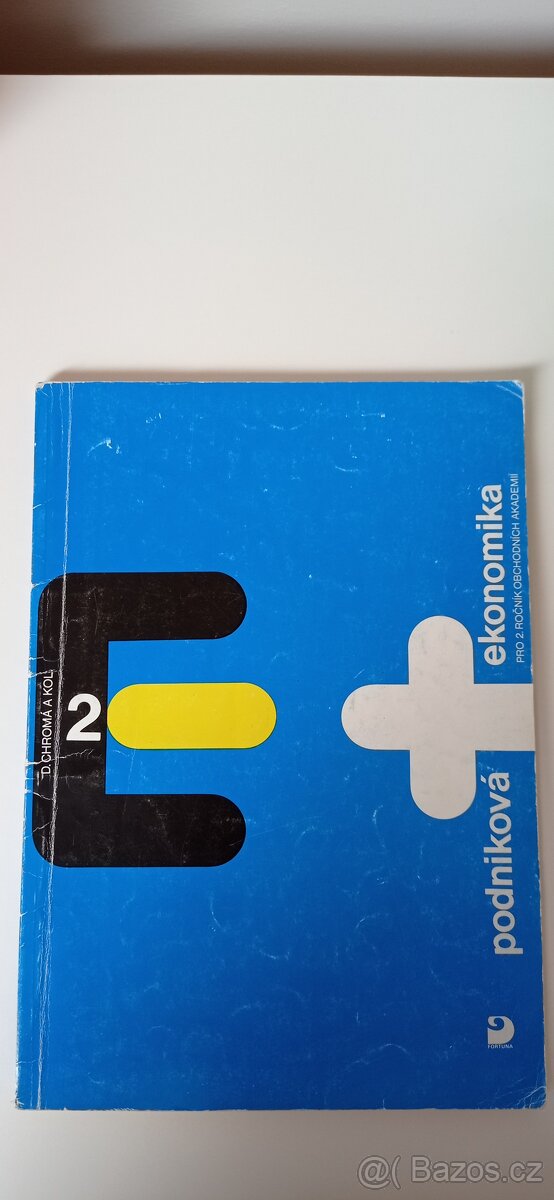 D. CHROMÁ A KOL.
2
podniková ekonomika
PRO 2. ROČNÍK OBCHODNÍCH AKADEMIÍ
FORTUNA
@ Bazos.cz